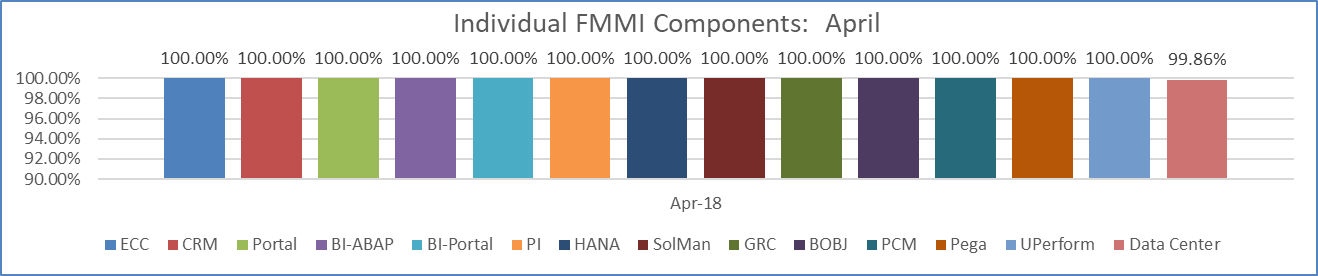 Individual FMMI Components:  April
100.00% 100.00% 100.00% 100.00% 100.00% 100.00% 100.00% 100.00% 100.00% 100.00% 100.00% 100.00% 100.00% 99.86%
100.00%
98.00%
96.00%
94.00%
92.00%
90.00%
Apr-18
ECC CRM Portal BI-ABAP BI-Portal PI HANA SolMan GRC BOBJ PCM Pega UPerform Data Center